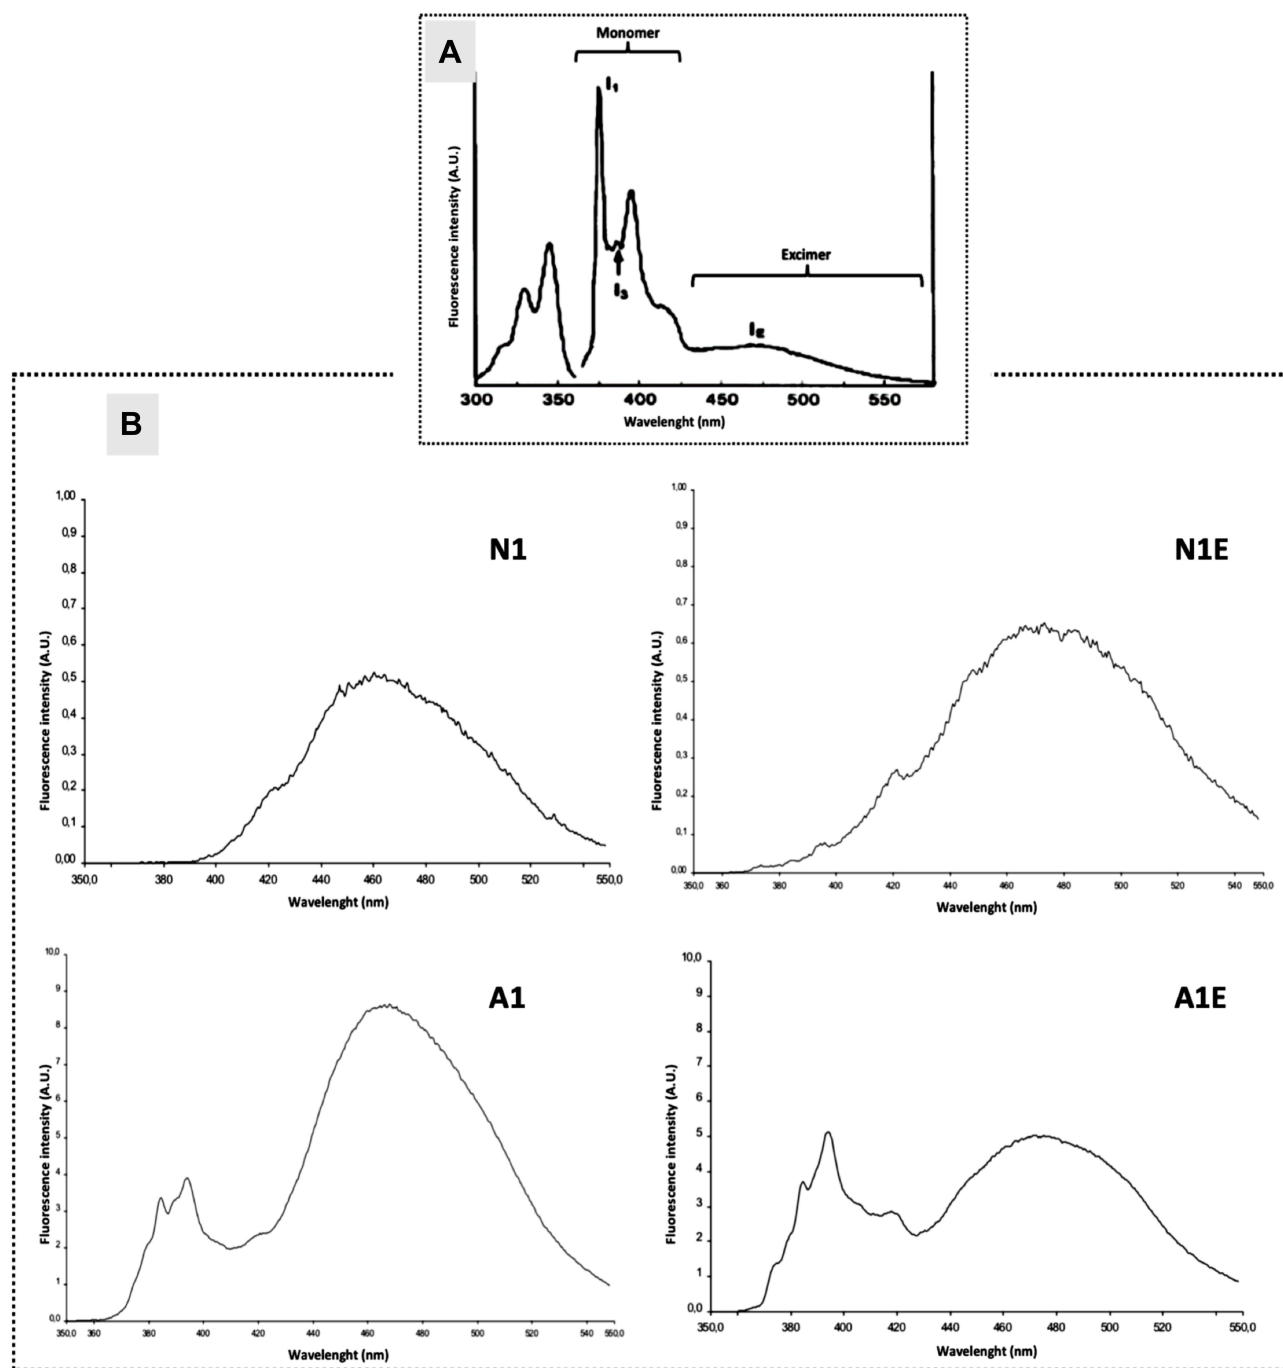 A
Monomer
I1
I3
Excimer
IE
Fluorescence intensity (A.U.)
300 350 400 450 500 550
Wavelenght (nm)
B
N1
1,00
0,9
0,8
0,7
0,6
0,5
0,4
0,3
0,2
0,1
0,00
Fluorescence intensity (A.U.)
350,0 360 380 400 420 440 460 480 500 520 550,0
Wavelenght (nm)
N1E
1,00
0,9
0,8
0,7
0,6
0,5
0,4
0,3
0,2
0,1
0,00
Fluorescence intensity (A.U.)
350,0 360 380 400 420 440 460 480 500 520 540 550,0
Wavelenght (nm)
A1
10,0
9
8
7
6
5
4
3
2
1
0,0
Fluorescence intensity (A.U.)
350,0 360 380 400 420 440 460 480 500 520 550,0
Wavelenght (nm)
A1E
10,0
9
8
7
6
5
4
3
2
1
0,0
Fluorescence intensity (A.U.)
350,0 360 380 400 420 440 460 480 500 520 550,0
Wavelenght (nm)